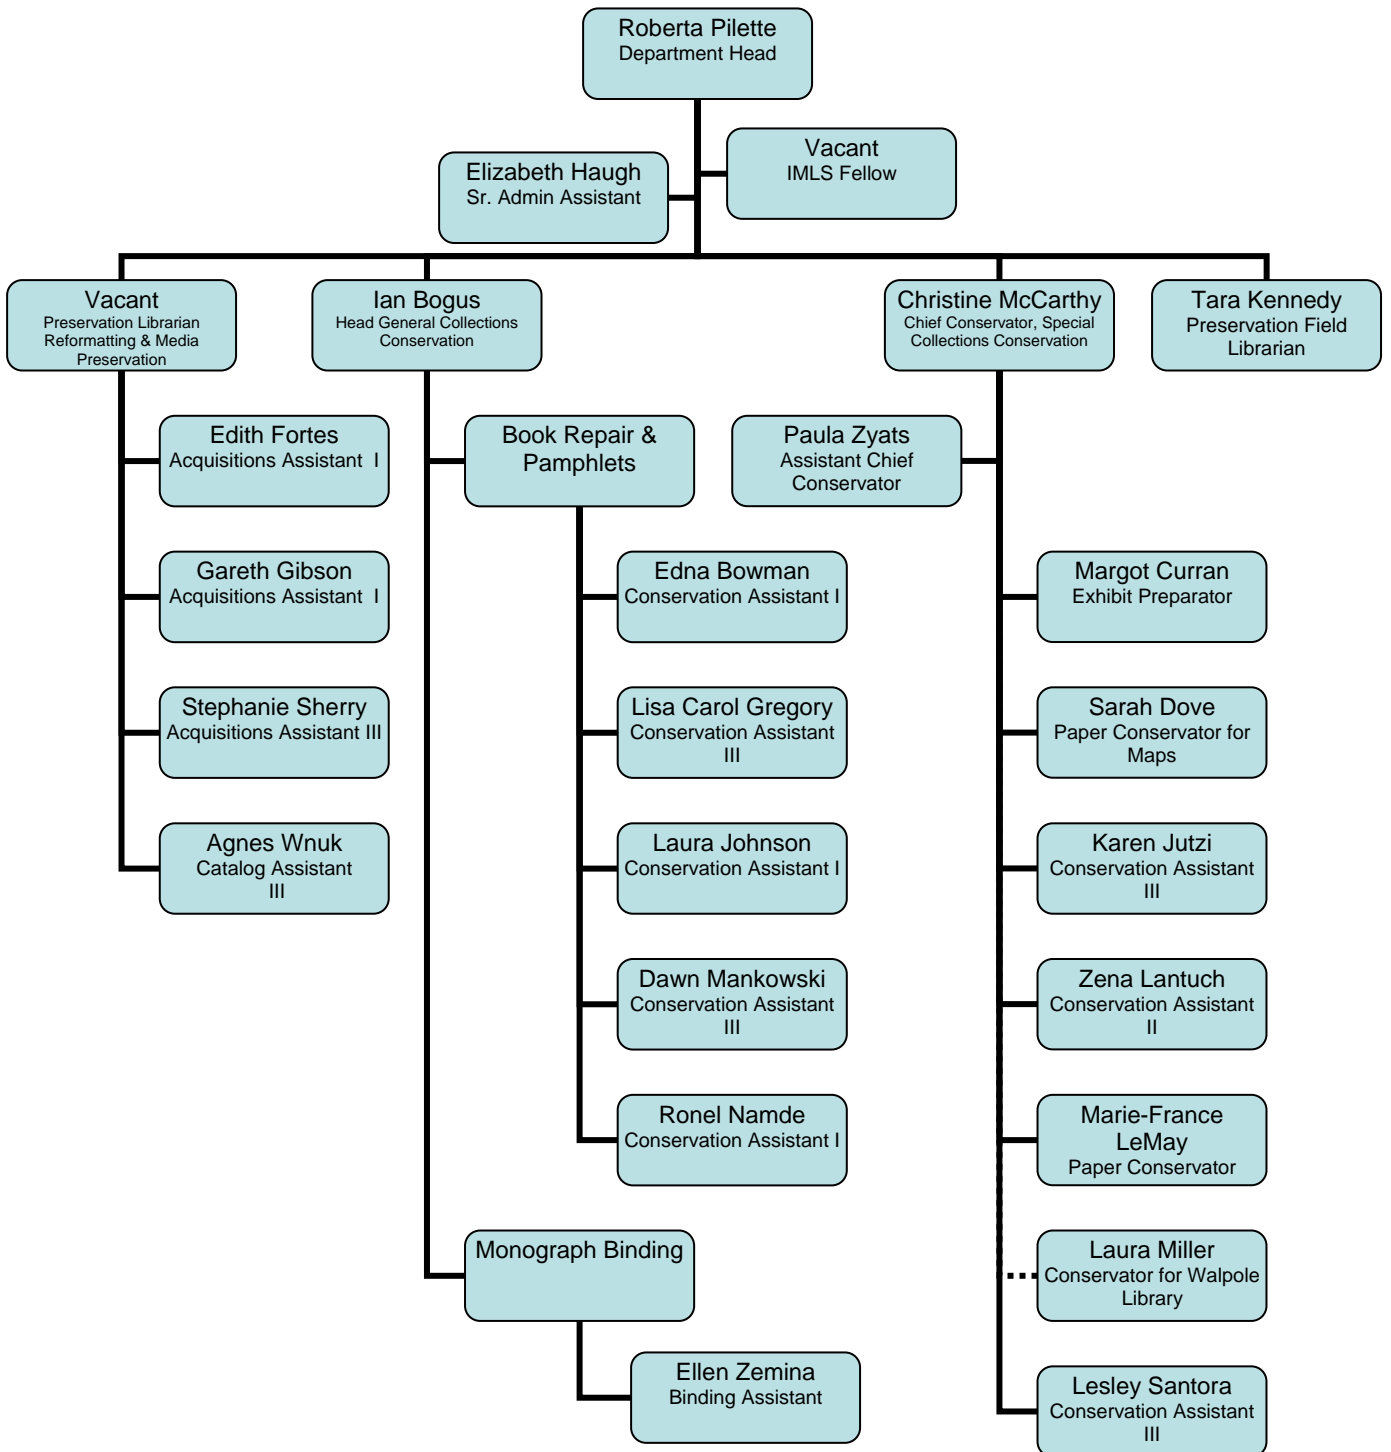 Roberta Pilette
Department Head
Vacant
IMLS Fellow
Elizabeth Haugh
Sr. Admin Assistant
Vacant
Preservation Librarian
Reformatting & Media
Preservation
Ian Bogus
Head General Collections
Conservation
Christine McCarthy
Chief Conservator, Special
Collections Conservation
Tara Kennedy
Preservation Field
Librarian
Edith Fortes
Acquisitions Assistant I
Gareth Gibson
Acquisitions Assistant I
Stephanie Sherry
Acquisitions Assistant III
Agnes Wnuk
Catalog Assistant
III
Book Repair &
Pamphlets
Edna Bowman
Conservation Assistant I
Lisa Carol Gregory
Conservation Assistant
III
Laura Johnson
Conservation Assistant I
Dawn Mankowski
Conservation Assistant
III
Ronel Namde
Conservation Assistant I
Monograph Binding
Ellen Zemina
Binding Assistant
Paula Zyats
Assistant Chief
Conservator
Margot Curran
Exhibit Preparator
Sarah Dove
Paper Conservator for
Maps
Karen Jutzi
Conservation Assistant
III
Zena Lantuch
Conservation Assistant
II
Marie-France
LeMay
Paper Conservator
Laura Miller
Conservator for Walpole
Library
Lesley Santora
Conservation Assistant
III